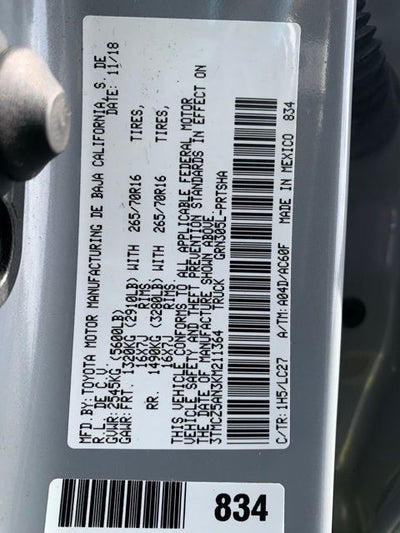 MFD.BY:TOYOTA MOTOR MANUFACTURING DE BAJA CALIFORNIA, S. DE
R.L. DE C.V. DATE: 11/18
GVWR: 2545KG (5600LB)
GAWR: FRT. 1320KG (2910LB) WITH 265/70R16 TIRES,
16X7J RIMS,
RR. 1490KG (3280LB) WITH 265/70R16 TIRES,
16X7J RIMS,
THIS VEHICLE CONFORMS TO ALL APPLICABLE FEDERAL MOTOR
VEHICLE SAFETY AND THEFT PREVENTION STANDARDS IN EFFECT ON
THE DATE OF MANUFACTURE SHOWN ABOVE.
3TMCZ5AN3KM211364 TRUCK GRN305L-PRTSHA
C/TR: 1H5/LC27 A/TM: A04D/AC60F MADE IN MEXICO 834
834